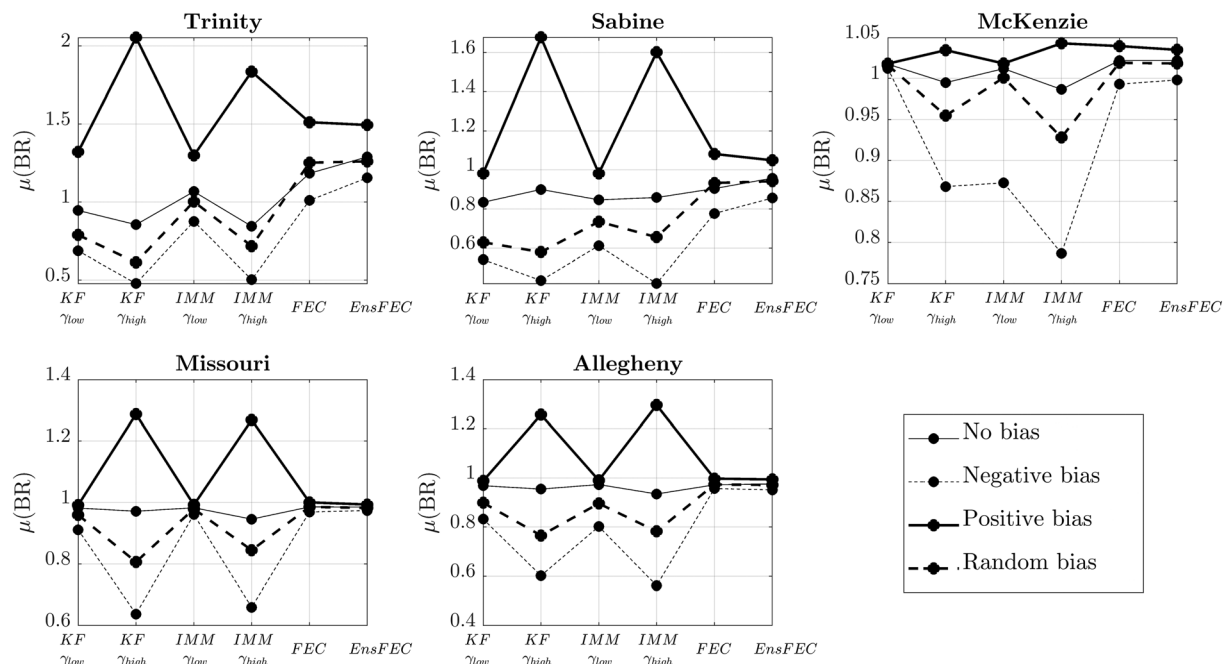 Trinity
μ(BR)
2
1.5
1
0.5
KF γlow
KF γhigh
IMM γlow
IMM γhigh
FEC
EnsFEC
Sabine
μ(BR)
1.6
1.4
1.2
1
0.8
0.6
KF γlow
KF γhigh
IMM γlow
IMM γhigh
FEC
EnsFEC
McKenzie
μ(BR)
1.05
1
0.95
0.9
0.85
0.8
0.75
KF γlow
KF γhigh
IMM γlow
IMM γhigh
FEC
EnsFEC
Missouri
μ(BR)
1.4
1.2
1
0.8
0.6
KF γlow
KF γhigh
IMM γlow
IMM γhigh
FEC
EnsFEC
Allegheny
μ(BR)
1.4
1.2
1
0.8
0.6
0.4
KF γlow
KF γhigh
IMM γlow
IMM γhigh
FEC
EnsFEC
No bias
Negative bias
Positive bias
Random bias